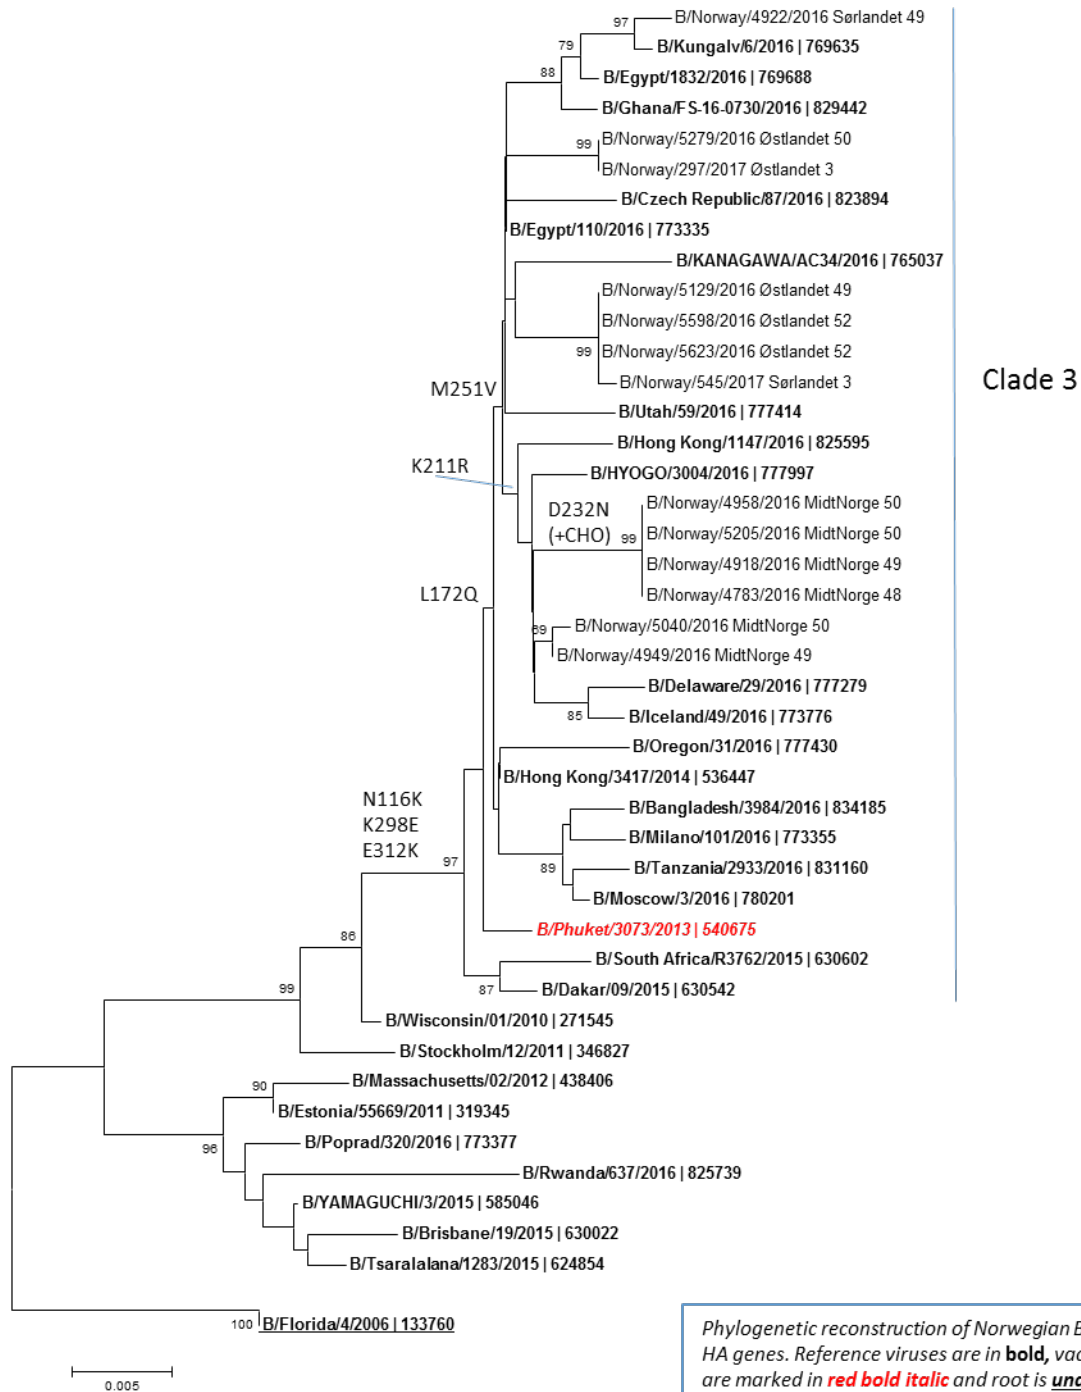 B/Norway/4922/2016 Sørlandet 49
97
B/Kungalv/6/2016 | 769635
79
B/Egypt/1832/2016 | 769688
88
B/Ghana/FS-16-0730/2016 | 829442
B/Norway/5279/2016 Østlandet 50
99
B/Norway/297/2017 Østlandet 3
B/Czech Republic/87/2016 | 823894
B/Egypt/110/2016 | 773335
B/KANAGAWA/AC34/2016 | 765037
B/Norway/5129/2016 Østlandet 49
B/Norway/5598/2016 Østlandet 52
B/Norway/5623/2016 Østlandet 52
99
B/Norway/545/2017 Sørlandet 3
Clade 3
M251V
B/Utah/59/2016 | 777414
B/Hong Kong/1147/2016 | 825595
K211R
B/HYOGO/3004/2016 | 777997
B/Norway/4958/2016 MidtNorge 50
D232N
(+CHO)
B/Norway/5205/2016 MidtNorge 50
99
B/Norway/4918/2016 MidtNorge 49
B/Norway/4783/2016 MidtNorge 48
L172Q
B/Norway/5040/2016 MidtNorge 50
69
B/Norway/4949/2016 MidtNorge 49
B/Delaware/29/2016 | 777279
85
B/Iceland/49/2016 | 773776
B/Oregon/31/2016 | 777430
B/Hong Kong/3417/2014 | 536447
N116K
K298E
E312K
B/Bangladesh/3984/2016 | 834185
B/Milano/101/2016 | 773355
97
89
B/Tanzania/2933/2016 | 831160
B/Moscow/3/2016 | 780201
B/Phuket/3073/2013 | 540675
86
B/South Africa/R3762/2015 | 630602
99
87
B/Dakar/09/2015 | 630542
B/Wisconsin/01/2010 | 271545
B/Stockholm/12/2011 | 346827
B/Massachusetts/02/2012 | 438406
90
B/Estonia/55669/2011 | 319345
96
B/Poprad/320/2016 | 773377
B/Rwanda/637/2016 | 825739
B/YAMAGUCHI/3/2015 | 585046
B/Brisbane/19/2015 | 630022
B/Tsaralalana/1283/2015 | 624854
100
B/Florida/4/2006 | 133760
0.005
Phylogenetic reconstruction of Norwegian B
HA genes. Reference viruses are in bold, vac
are marked in red bold italic and root is und